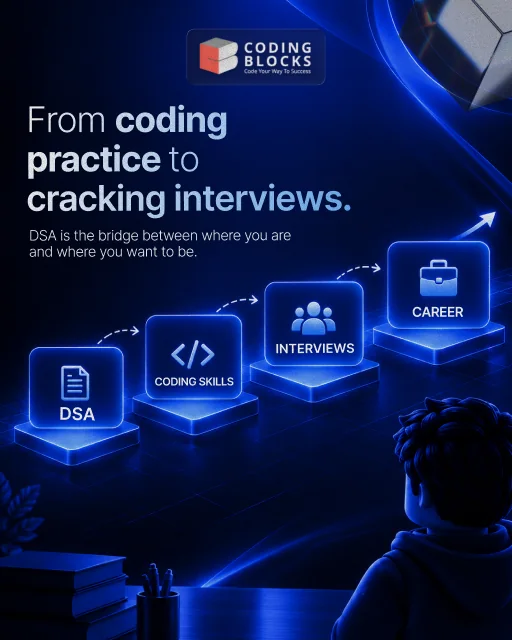 CODING
BLOCKS
Code Your Way To Success
From coding
practice to
cracking interviews.
DSA is the bridge between where you are
and where you want to be.
CAREER
INTERVIEWS
CODING SKILLS
DSA